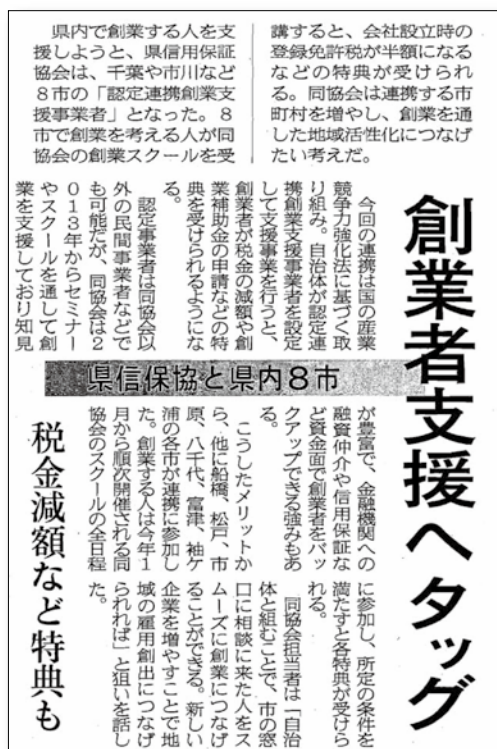 創業者支援へタッグ
県信保協と県内8市
税金減額など特典も
県内で創業する人を支
援しようと、県信用保証
協会は、千葉や市川など
8市の「認定連携創業支
援事業者」となった。8
市で創業を考える人が同
協会の創業スクールを受
講すると、会社設立時の
登録免許税が半額になる
などの特典が受けられ
る。同協会は連携する市
町村を増やし、創業を通
した地域活性化につなげ
たい考えだ。
今回の連携は国の産業
競争力強化法に基づく取
り組み。自治体が認定連
携創業支援事業者を設定
して支援事業を行うと、
創業者が税金の減額や創
業補助金の申請などの特
典を受けられるようにな
る。
認定事業者は同協会以
外の民間事業者などで
も可能だが、同協会は2
013年からセミナー
やスクールを通して創
業を支援しており知見
が豊富で、金融機関への
融資仲介や信用保証な
ど資金面で創業者をバッ
クアップできる強みもあ
る。
こうしたメリットか
ら、他に船橋、松戸、市
原、八千代、富津、袖ケ
浦の各市が連携に参加し
た。創業する人は今年1
月から順次開催される同
協会のスクールの全日程
に参加し、所定の条件を
満たすと各特典が受けら
れる。
同協会担当者は「自治
体と組むことで、市の窓
口に相談に来た人をス
ムーズに創業につなげ
ることができる。新しい
企業を増やすことで地
域の雇用創出につなげ
られれば」と狙いを話し
た。